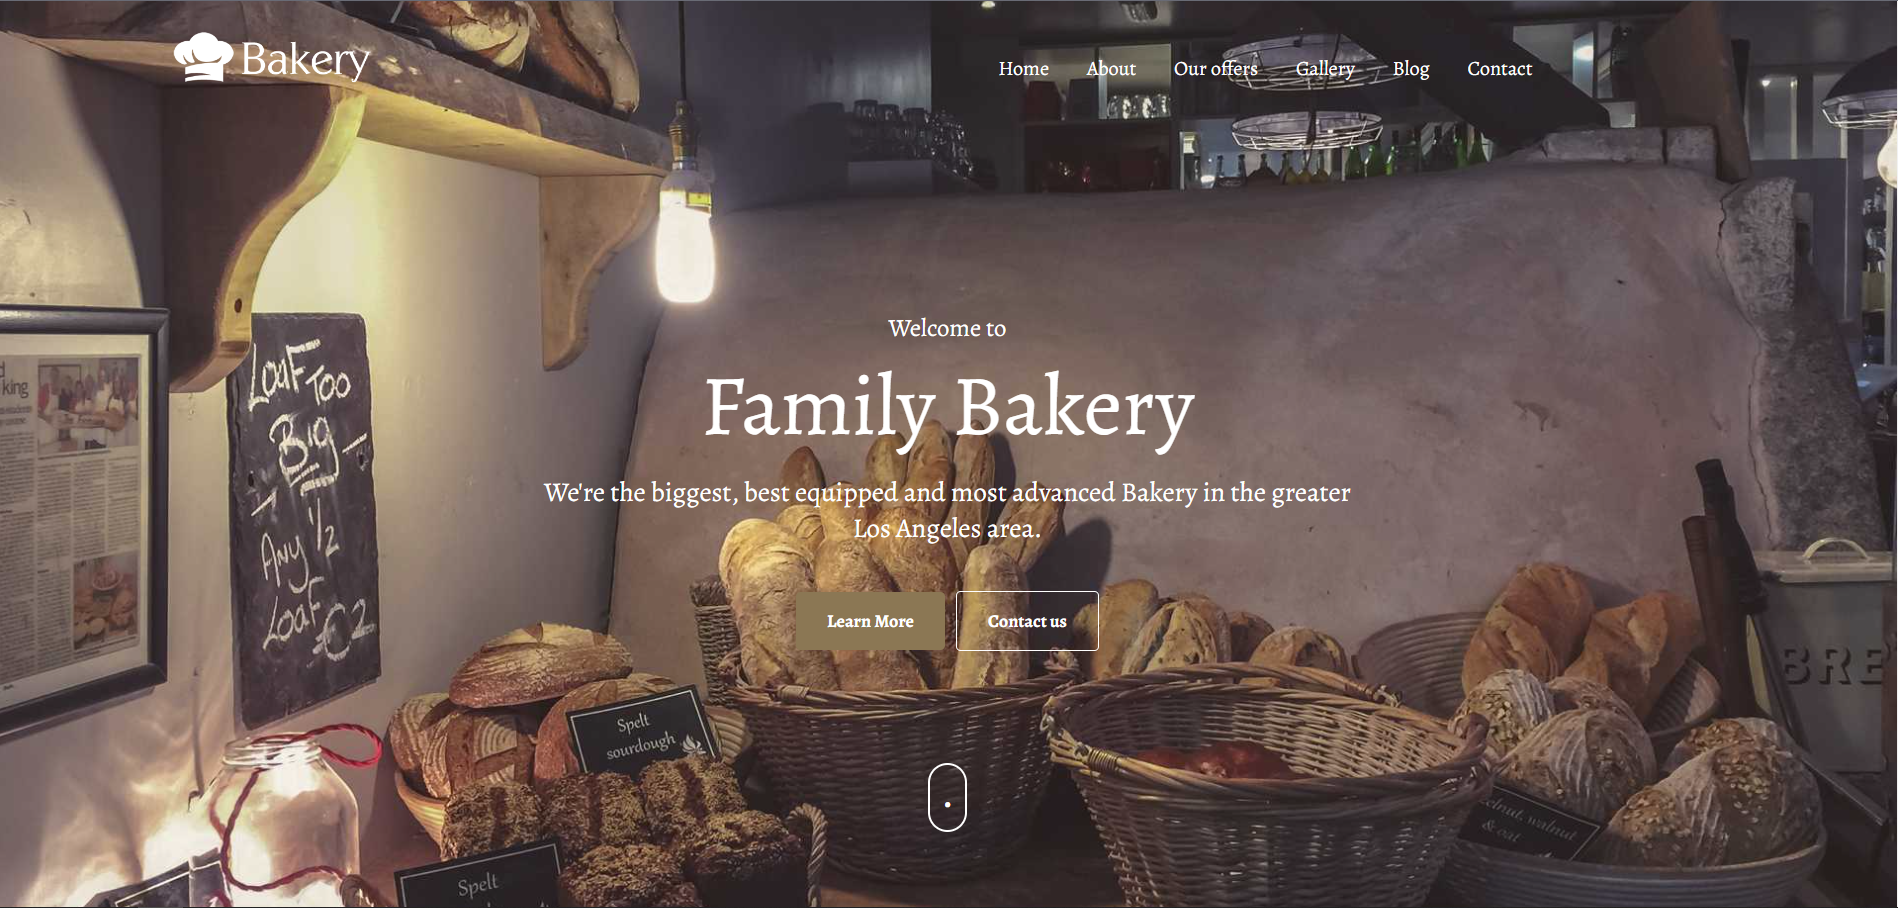 Bakery
Home About Our offers Gallery Blog Contact
Welcome to
Family Bakery
We're the biggest, best equipped and most advanced Bakery in the greater
Los Angeles area.
Learn More Contact us
king
Loaf Too
Big
Any 1/2
Loaf
€2
Spelt
sourdough
Spelt
walnut
& oat
BRE